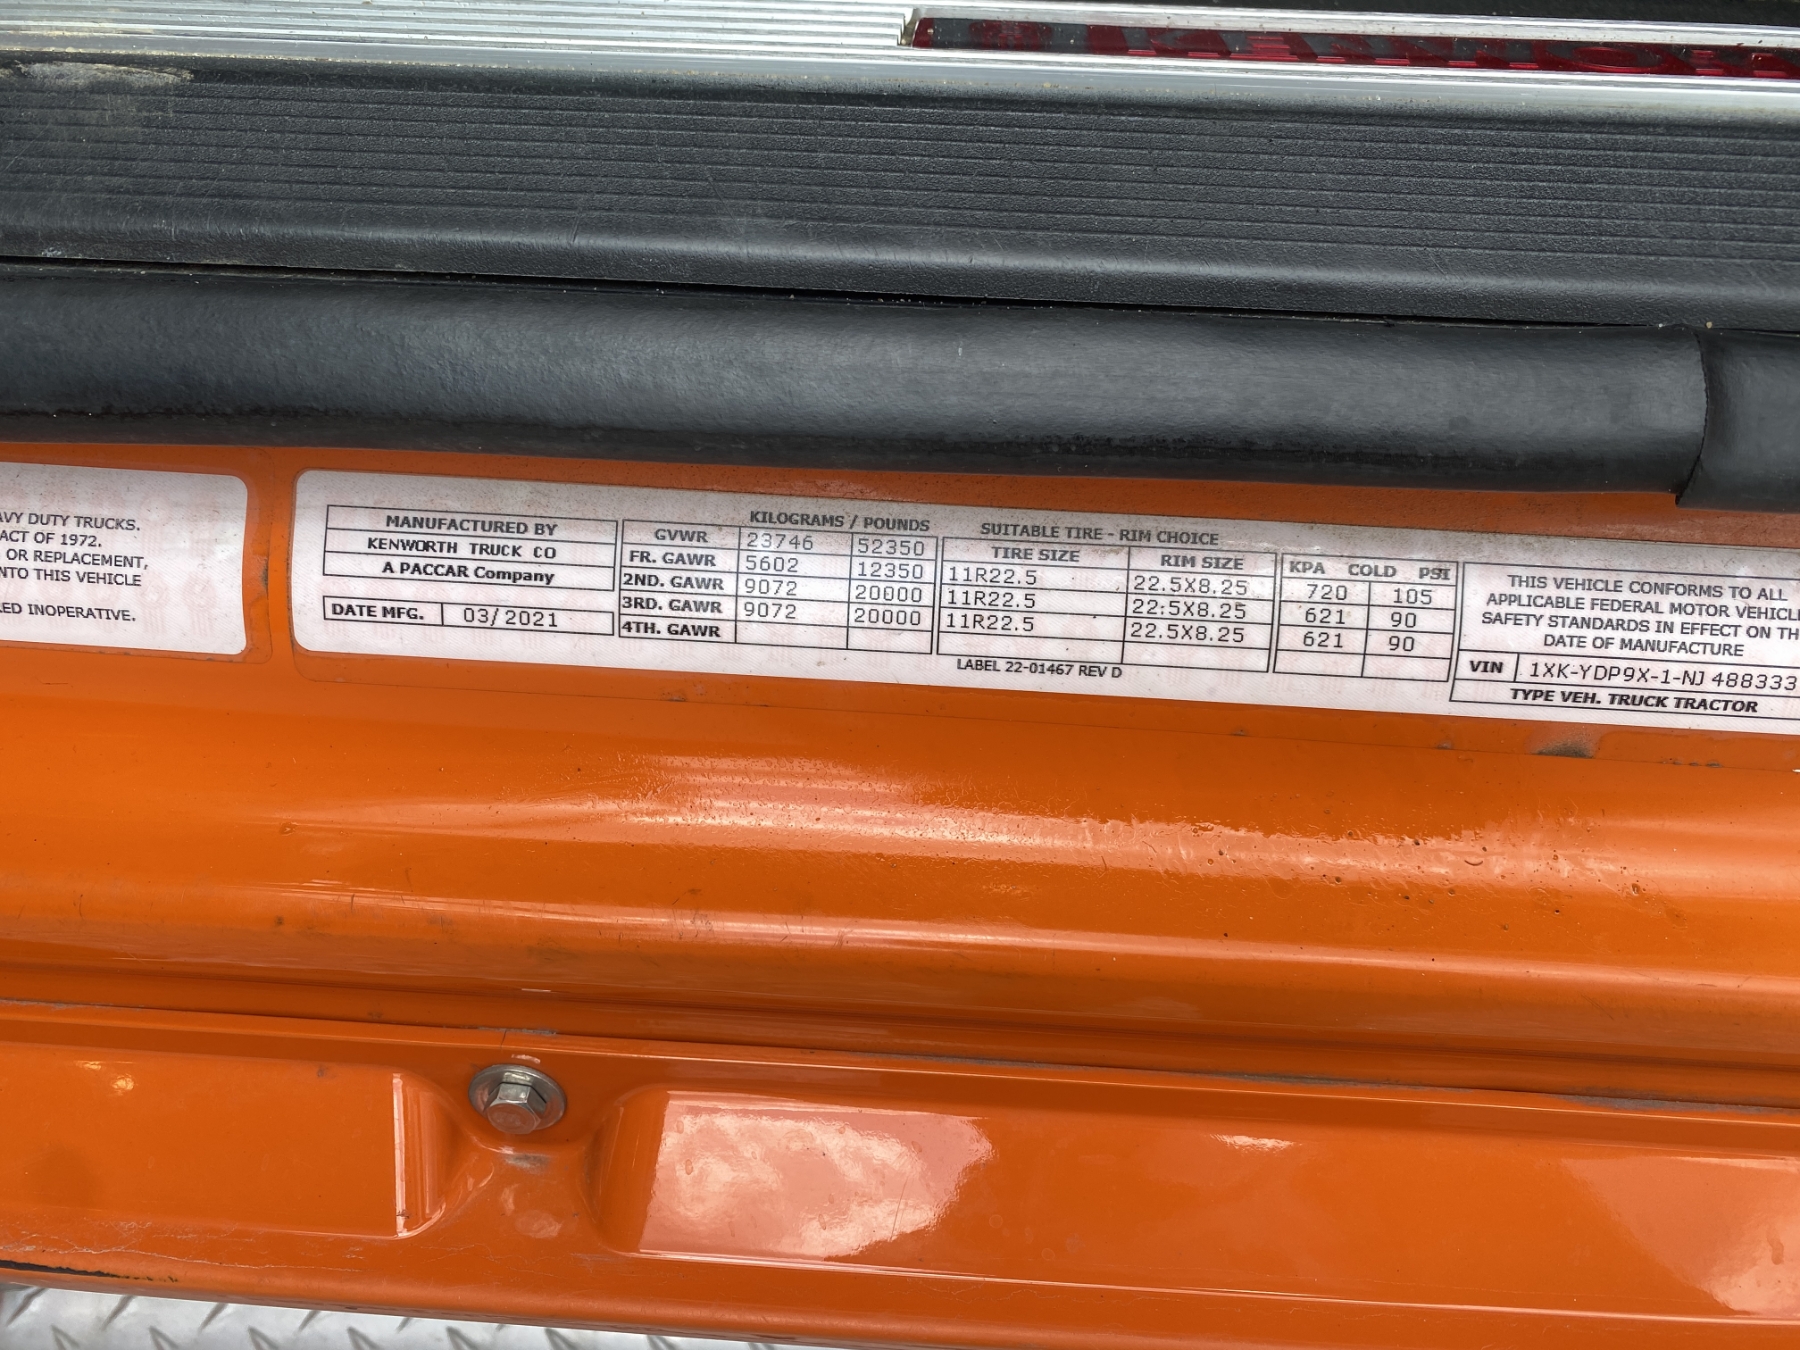 AVY DUTY TRUCKS.
ACT OF 1972.
OR REPLACEMENT,
NTO THIS VEHICLE
ED INOPERATIVE.
MANUFACTURED BY
KENWORTH TRUCK CO
A PACCAR Company
DATE MFG. 03/2021
KILOGRAMS / POUNDS
GVWR 23746 52350
FR. GAWR 5602 12350
2ND. GAWR 9072 20000
3RD. GAWR 9072 20000
4TH. GAWR
SUITABLE TIRE - RIM CHOICE
TIRE SIZE RIM SIZE
11R22.5 22.5X8.25
11R22.5 22.5X8.25
11R22.5 22.5X8.25
LABEL 22-01467 REV D
KPA COLD PSI
720 105
621 90
621 90
THIS VEHICLE CONFORMS TO ALL
APPLICABLE FEDERAL MOTOR VEHICL
SAFETY STANDARDS IN EFFECT ON TH
DATE OF MANUFACTURE
VIN 1XK-YDP9X-1-NJ 488333
TYPE VEH. TRUCK TRACTOR